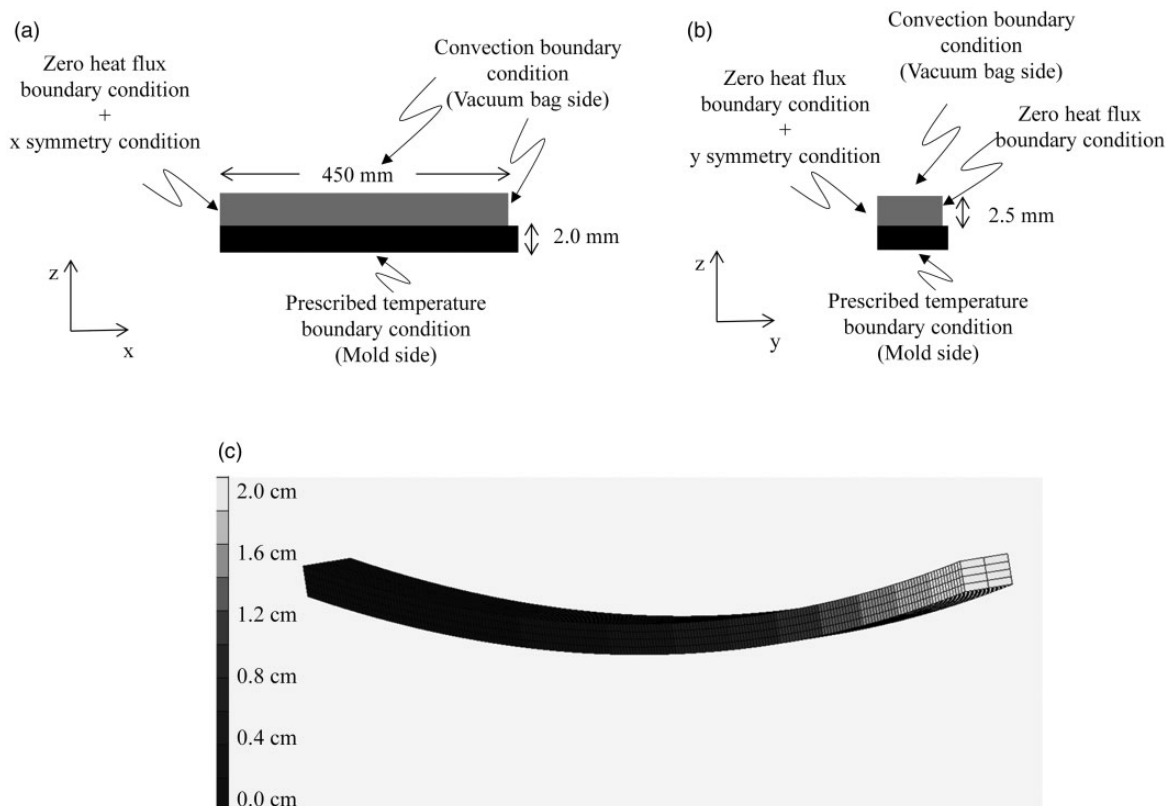 (a)
Zero heat flux
boundary condition
+
x symmetry condition
Convection boundary
condition
(Vacuum bag side)
450 mm
2.0 mm
z
x
Prescribed temperature
boundary condition
(Mold side)
(b)
Convection boundary
condition
(Vacuum bag side)
Zero heat flux
boundary condition
+
y symmetry condition
Zero heat flux
boundary condition
2.5 mm
z
y
Prescribed temperature
boundary condition
(Mold side)
(c)
2.0 cm
1.6 cm
1.2 cm
0.8 cm
0.4 cm
0.0 cm